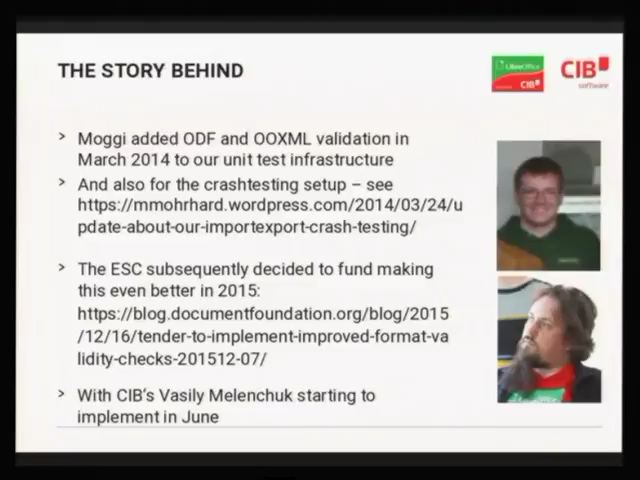 THE STORY BEHIND
LibreOffice
CIB
CIB
software
> Moggi added ODF and OOXML validation in
March 2014 to our unit test infrastructure
> And also for the crashtesting setup – see
https://mmohrhard.wordpress.com/2014/03/24/u
pdate-about-our-importexport-crash-testing/
> The ESC subsequently decided to fund making
this even better in 2015:
https://blog.documentfoundation.org/blog/2015
/12/16/tender-to-implement-improved-format-va
lidity-checks-201512-07/
> With CIB's Vasily Melenchuk starting to
implement in June